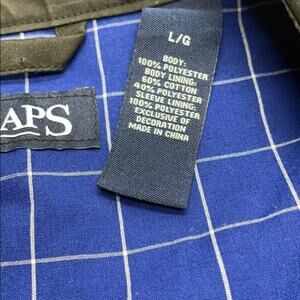 L/G
BODY:
100% POLYESTER
BODY LINING:
60% COTTON
40% POLYESTER
SLEEVE LINING:
100% POLYESTER
EXCLUSIVE OF
DECORATION
MADE IN CHINA
APS